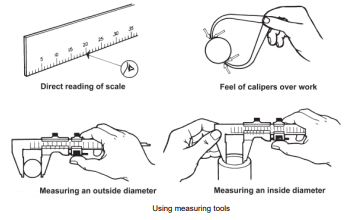 5 10 15 20 25 30 35
Direct reading of scale
Feel of calipers over work
Measuring an outside diameter
Measuring an inside diameter
Using measuring tools